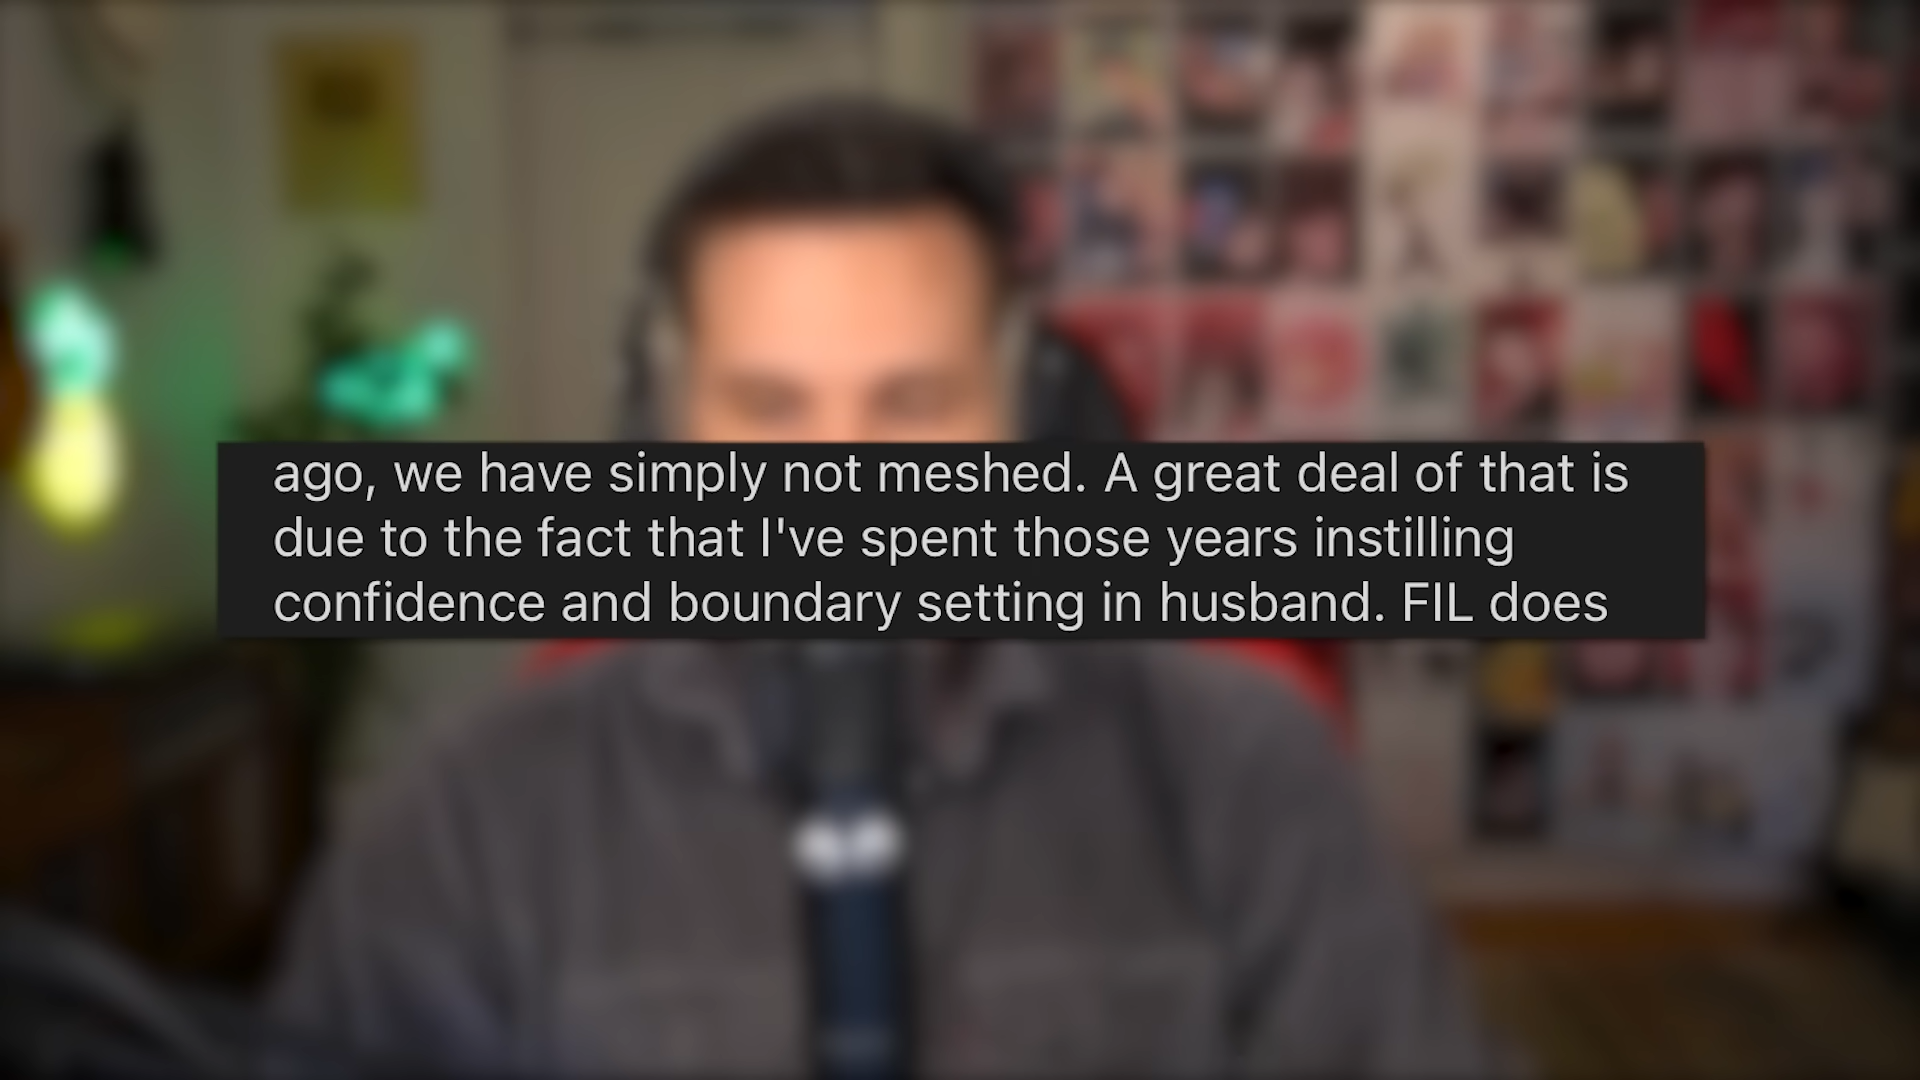 ago, we have simply not meshed. A great deal of that is
due to the fact that I've spent those years instilling
confidence and boundary setting in husband. FIL does